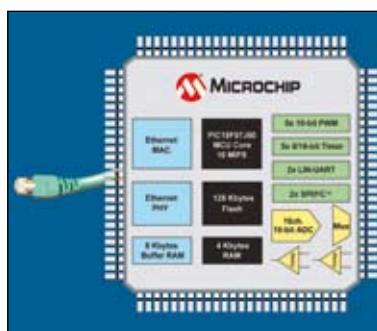 MICROCHIP
Ethernet
MAC
PIC18F97J60
MCU Core
10 MIPS
5x 10-bit PWM
5x 8/16-bit Timer
2x LIN-UART
2x SPI/I²C™
Ethernet
PHY
128 Kbytes
Flash
16ch.
10-bit ADC
Mux
8 Kbytes
Buffer RAM
4 Kbytes
RAM